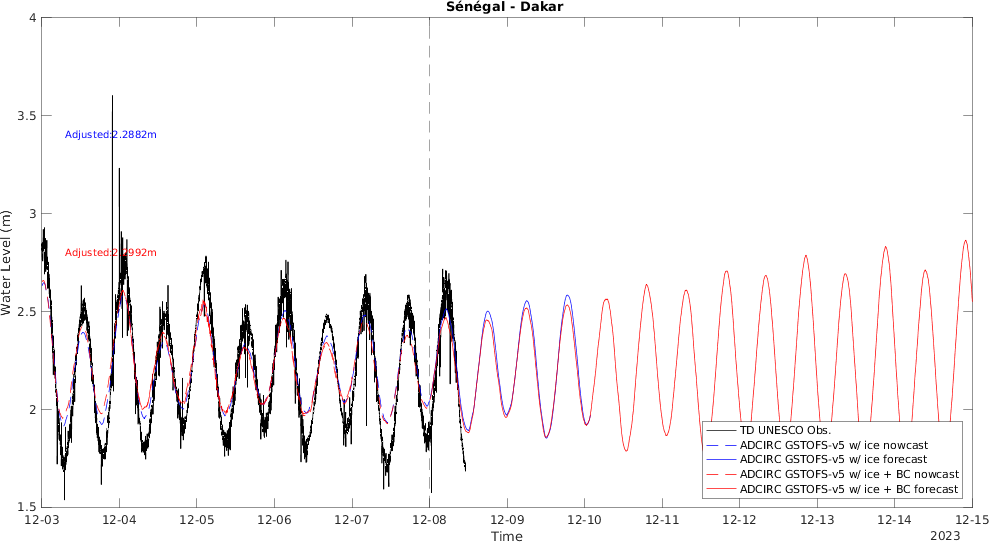 Sénégal - Dakar
4
3.5
3
2.5
2
1.5
Water Level (m)
Adjusted:2.2882m
Adjusted:2.2992m
TD UNESCO Obs.
ADCIRC GSTOFS-v5 w/ ice nowcast
ADCIRC GSTOFS-v5 w/ ice forecast
ADCIRC GSTOFS-v5 w/ ice + BC nowcast
ADCIRC GSTOFS-v5 w/ ice + BC forecast
12-03 12-04 12-05 12-06 12-07 12-08 12-09 12-10 12-11 12-12 12-13 12-14 12-15
Time
2023